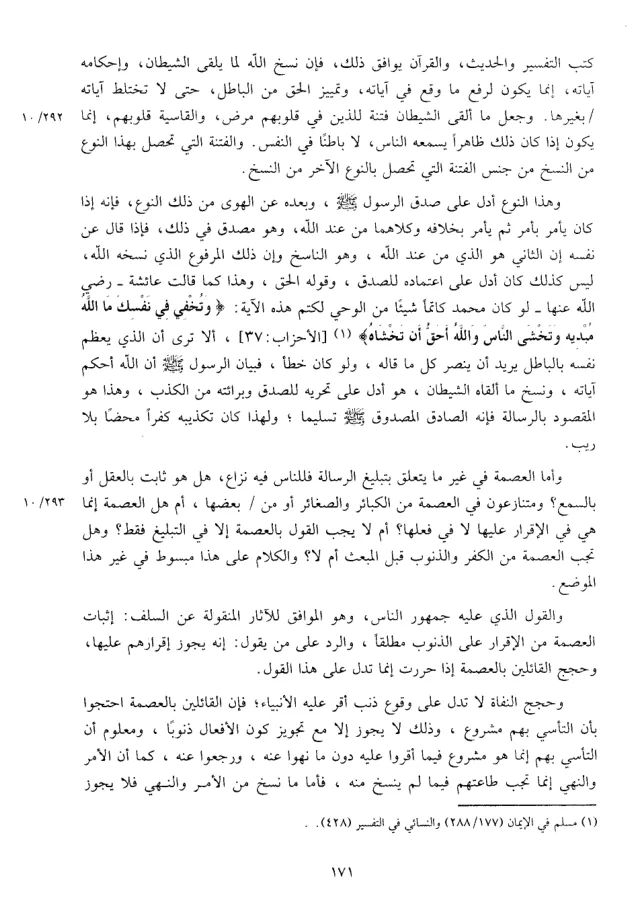 كتب التفسير والحديث، والقرآن يوافق ذلك، فإن نسخ الله لما يلقى الشيطان، وإحكامه
آياته، إنما يكون لرفع ما وقع في آياته، وتمييز الحق من الباطل، حتى لا تختلط آياته
/بغيرها. وجعل ما ألقى الشيطان فتنة للذين في قلوبهم مرض، والقاسية قلوبهم، إنما ١٠/٢٩٢
يكون إذا كان ذلك ظاهراً يسمعه الناس، لا باطنًا في النفس. والفتنة التي تحصل بهذا النوع
من النسخ من جنس الفتنة التي تحصل بالنوع الآخر من النسخ.
وهذا النوع أدل على صدق الرسول ﷺ ، وبعده عن الهوى من ذلك النوع، فإنه إذا
كان يأمر بأمر ثم يأمر بخلافه وكلاهما من عند الله، وهو مصدق في ذلك، فإذا قال عن
نفسه إن الثاني هو الذي من عند الله ، وهو الناسخ وإن ذلك المرفوع الذي نسخه الله،
ليس كذلك كان أدل على اعتماده للصدق ، وقوله الحق ، وهذا كما قالت عائشة ـ رضي
الله عنها ـ لو كان محمد كاتماً شيئًا من الوحي لكتم هذه الآية: ﴿ وَتُخْفِي فِي نَفْسِكَ مَا اللَّهُ
مُبْدِيهِ وَتَخْشَى النَّاسَ وَاللَّهُ أَحَقُّ أَن تَخْشَاهُ﴾ (١) [الأحزاب:٣٧] ، ألا ترى أن الذي يعظم
نفسه بالباطل يريد أن ينصر كل ما قاله ، ولو كان خطأ ، فبيان الرسول ﷺ أن الله أحكم
آياته ، ونسخ ما ألقاه الشيطان ، هو أدل على تحريه للصدق وبرائته من الكذب ، وهذا هو
المقصود بالرسالة فإنه الصادق المصدوق ﷺ تسليما ؛ ولهذا كان تكذيبه كفراً محضًا بلا
ريب.
وأما العصمة في غير ما يتعلق بتبليغ الرسالة فللناس فيه نزاع، هل هو ثابت بالعقل أو
بالسمع؟ ومتنازعون في العصمة من الكبائر والصغائر أو من / بعضها ، أم هل العصمة إنما ١٠/٢٩٣
هي في الإقرار عليها لا في فعلها؟ أم لا يجب القول بالعصمة إلا في التبليغ فقط؟ وهل
تجب العصمة من الكفر والذنوب قبل المبعث أم لا؟ والكلام على هذا مبسوط في غير هذا
الموضع.
والقول الذي عليه جمهور الناس، وهو الموافق للآثار المنقولة عن السلف: إثبات
العصمة من الإقرار على الذنوب مطلقاً ، والرد على من يقول: إنه يجوز إقرارهم عليها،
وحجج القائلين بالعصمة إذا حررت إنما تدل على هذا القول.
وحجج النفاة لا تدل على وقوع ذنب أقر عليه الأنبياء؛ فإن القائلين بالعصمة احتجوا
بأن التأسي بهم مشروع ، وذلك لا يجوز إلا مع تجويز كون الأفعال ذنوبًا ، ومعلوم أن
التأسي بهم إنما هو مشروع فيما أقروا عليه دون ما نهوا عنه ، ورجعوا عنه ، كما أن الأمر
والنهي إنما تجب طاعتهم فيما لم ينسخ منه ، فأما ما نسخ من الأمـر والنـهي فلا يجوز
(١) مسلم في الإيمان (٢٨٨/١٧٧) والنسائي في التفسير (٤٢٨). .
١٧١